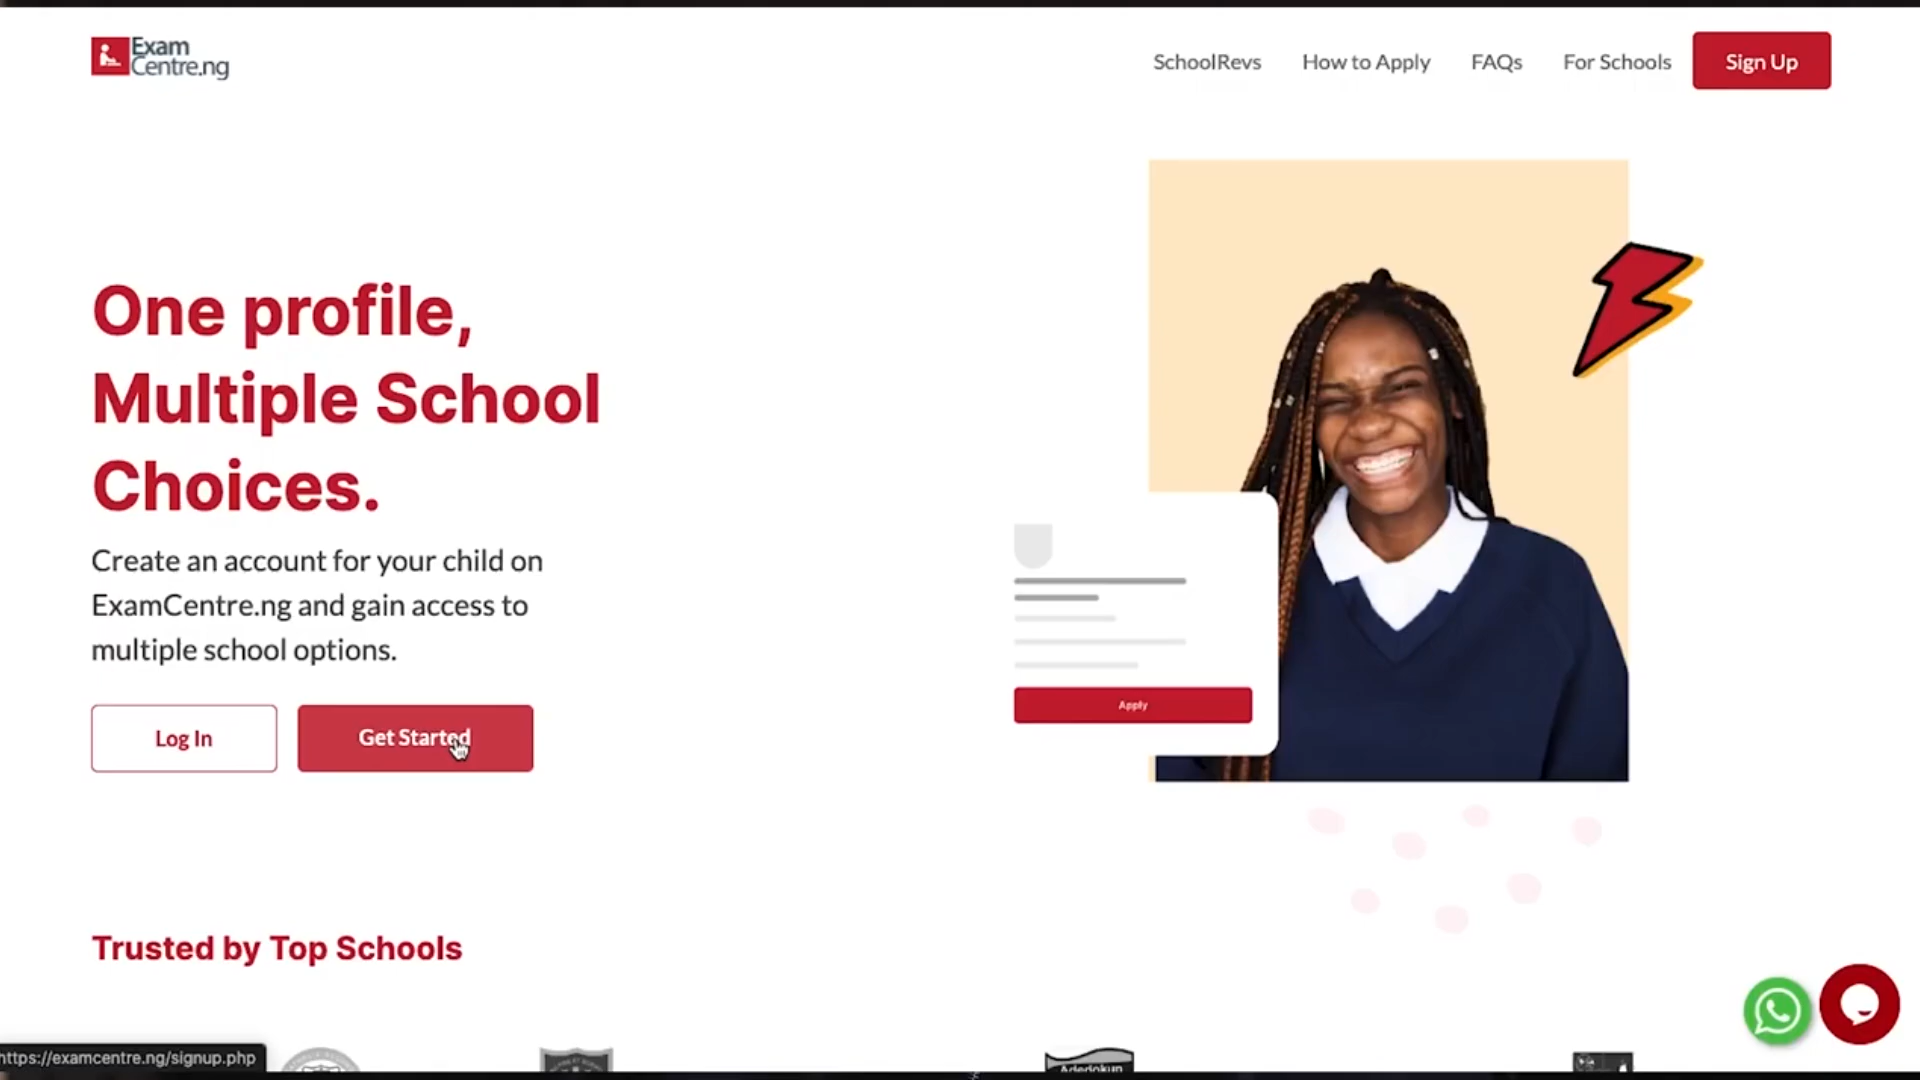 Exam
Centre.ng
SchoolRevs
How to Apply
FAQs
For Schools
Sign Up
One profile,
Multiple School
Choices.
Create an account for your child on
ExamCentre.ng and gain access to
multiple school options.
Log In
Get Started
Apply
Trusted by Top Schools
https://examcentre.ng/signup.php
Adedokun